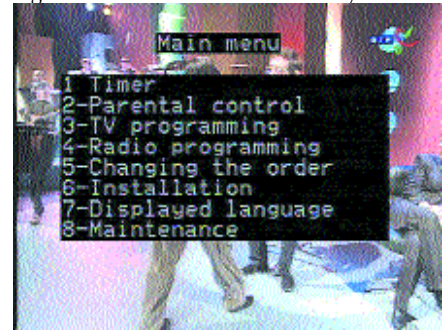 Main menu
1 Timer
2-Parental control
3-TV programming
4-Radio programming
5-Changing the order
6-Installation
7-Displayed language
8-Maintenance